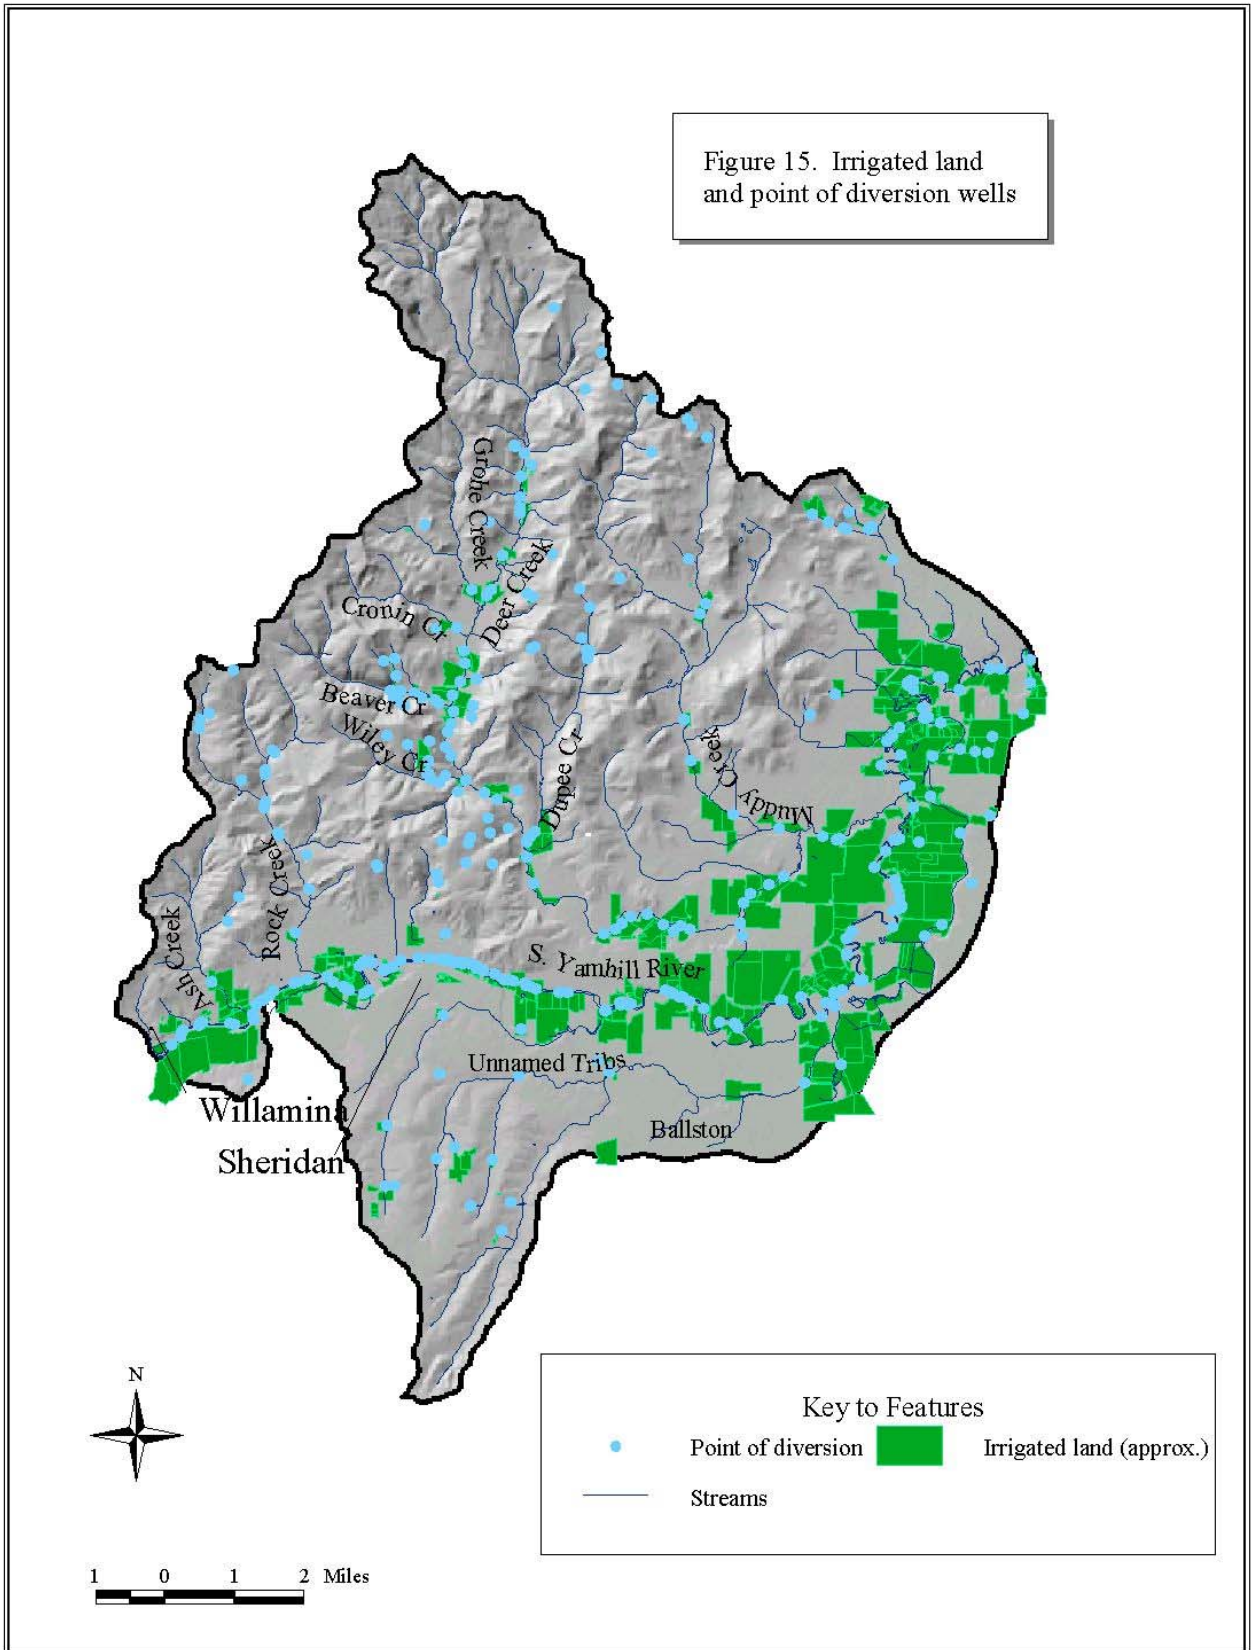 Figure 15. Irrigated land
and point of diversion wells
Grohe Creek
Deer Creek
Cronin Cr
Beaver Cr
Wiley Cr
Dupee Cr
Muddy Creek
Rock Creek
Ash Creek
S. Yamhill River
Unnamed Tribs.
Willamina
Ballston
Sheridan
N
Key to Features
Point of diversion
Irrigated land (approx.)
Streams
1 0 1 2 Miles